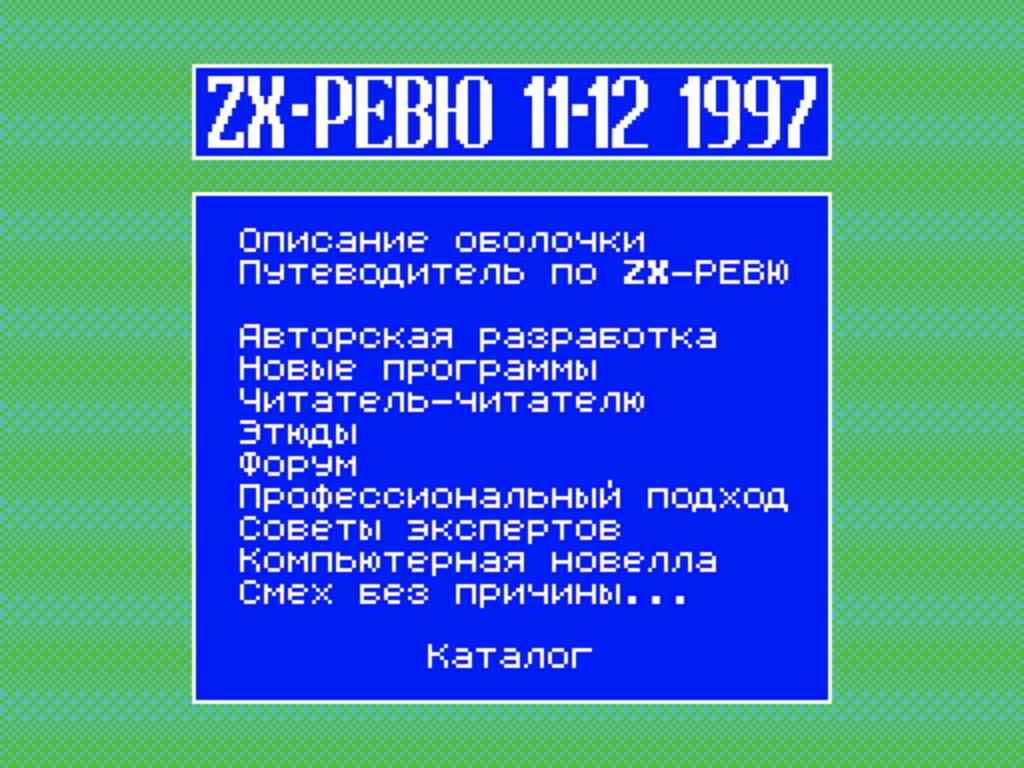 ZX-РЕВЮ 11-12 1997
Описание оболочки
Путеводитель по ZX-РЕВЮ
Авторская разработка
Новые программы
Читатель-читателю
Этюды
Форум
Профессиональный подход
Советы экспертов
Компьютерная новелла
Смех без причины...
Каталог